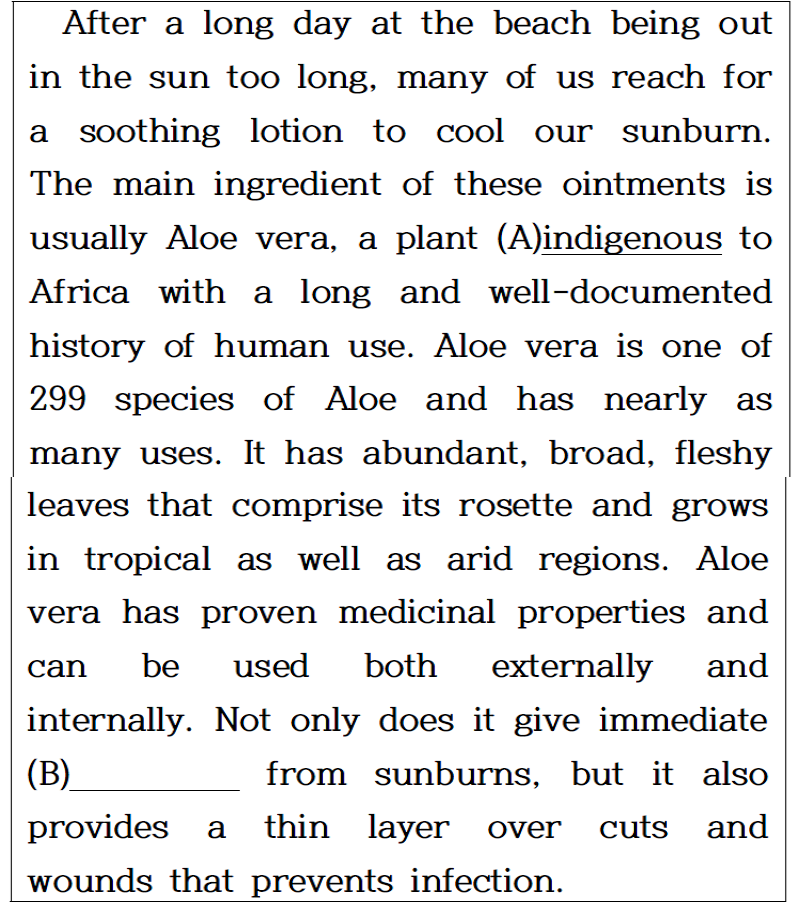 After a long day at the beach being out
in the sun too long, many of us reach for
a soothing lotion to cool our sunburn.
The main ingredient of these ointments is
usually Aloe vera, a plant (A)indigenous to
Africa with a long and well-documented
history of human use. Aloe vera is one of
299 species of Aloe and has nearly as
many uses. It has abundant, broad, fleshy
leaves that comprise its rosette and grows
in tropical as well as arid regions. Aloe
vera has proven medicinal properties and
can be used both externally and
internally. Not only does it give immediate
(B)__________ from sunburns, but it also
provides a thin layer over cuts and
wounds that prevents infection.